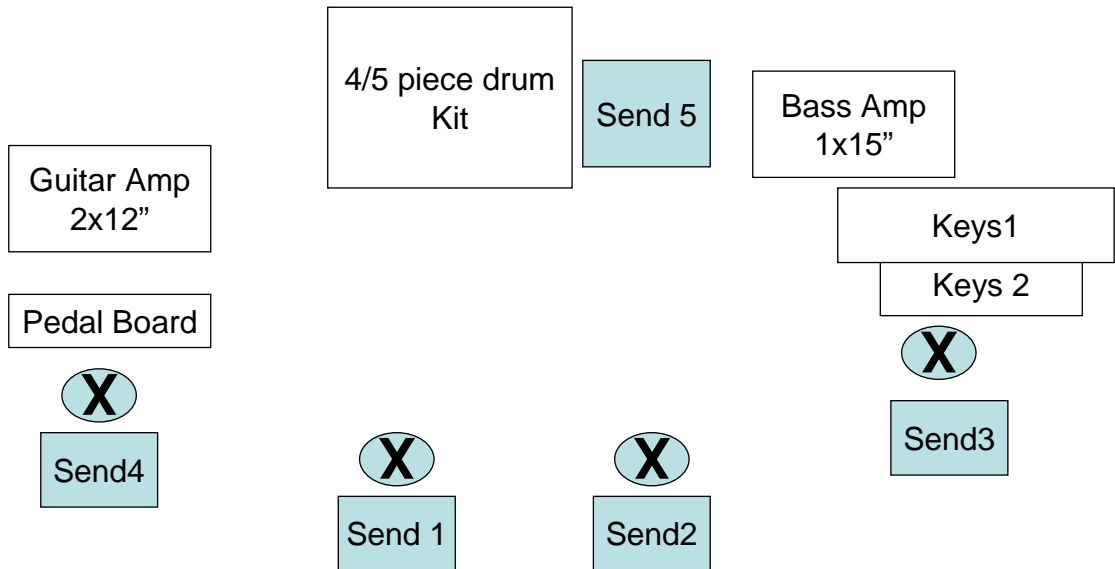 4/5 piece drum
Kit
Send 5
Bass Amp
1x15”
Guitar Amp
2x12”
Keys1
Keys 2
Pedal Board
X
X
Send3
Send4
X
X
Send 1
Send2